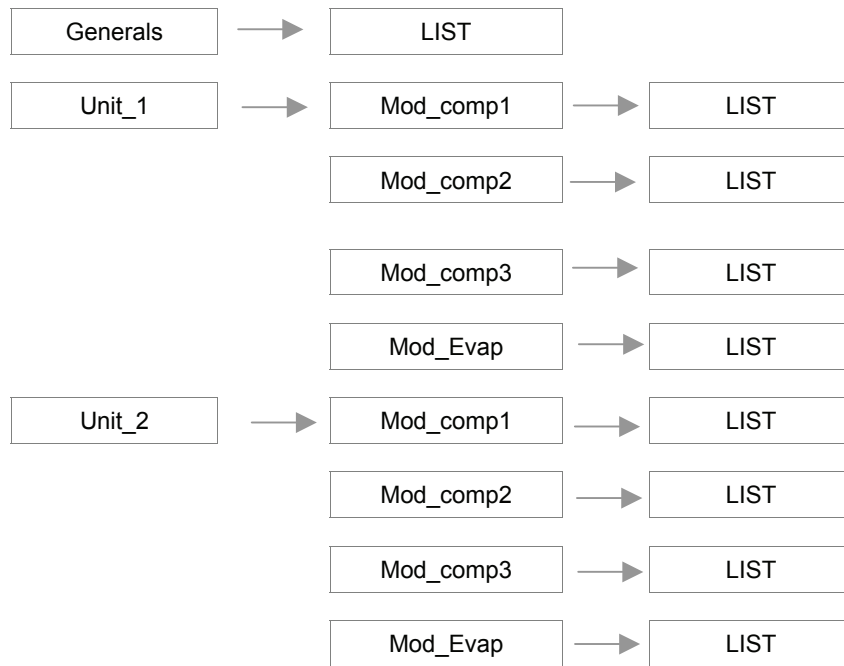 Generals LIST
Unit_1 Mod_comp1 LIST
Mod_comp2 LIST
Mod_comp3 LIST
Mod_Evap LIST
Unit_2 Mod_comp1 LIST
Mod_comp2 LIST
Mod_comp3 LIST
Mod_Evap LIST